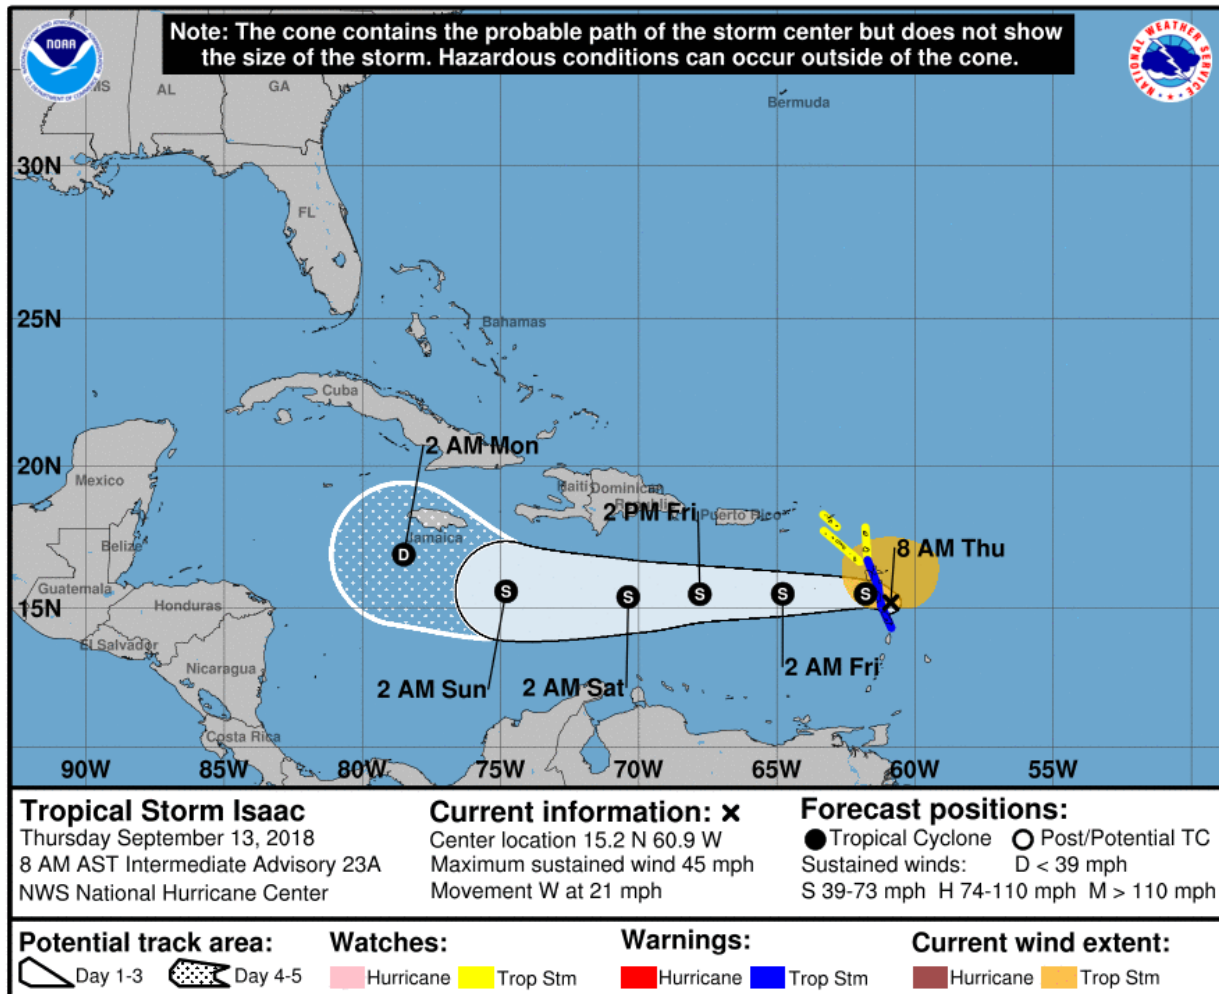 Note: The cone contains the probable path of the storm center but does not show
the size of the storm. Hazardous conditions can occur outside of the cone.
NOAA
NATIONAL WEATHER SERVICE
MS
AL
GA
Bermuda
30N
FL
25N
Bahamas
Cuba
2 AM Mon
20N
Mexico
Haiti
Dominican
Republic
2 PM Fri
Puerto Rico
Jamaica
8 AM Thu
Belize
D
Guatemala
Honduras
S
S
S
S
S
15N
El Salvador
Nicaragua
2 AM Fri
2 AM Sun
2 AM Sat
Costa Rica
90W
85W
80W
75W
70W
65W
60W
55W
Tropical Storm Isaac
Thursday September 13, 2018
8 AM AST Intermediate Advisory 23A
NWS National Hurricane Center
Current information: x
Center location 15.2 N 60.9 W
Maximum sustained wind 45 mph
Movement W at 21 mph
Forecast positions:
Tropical Cyclone Post/Potential TC
Sustained winds: D < 39 mph
S 39-73 mph H 74-110 mph M > 110 mph
Potential track area:
Day 1-3 Day 4-5
Watches:
Hurricane Trop Stm
Warnings:
Hurricane Trop Stm
Current wind extent:
Hurricane Trop Stm